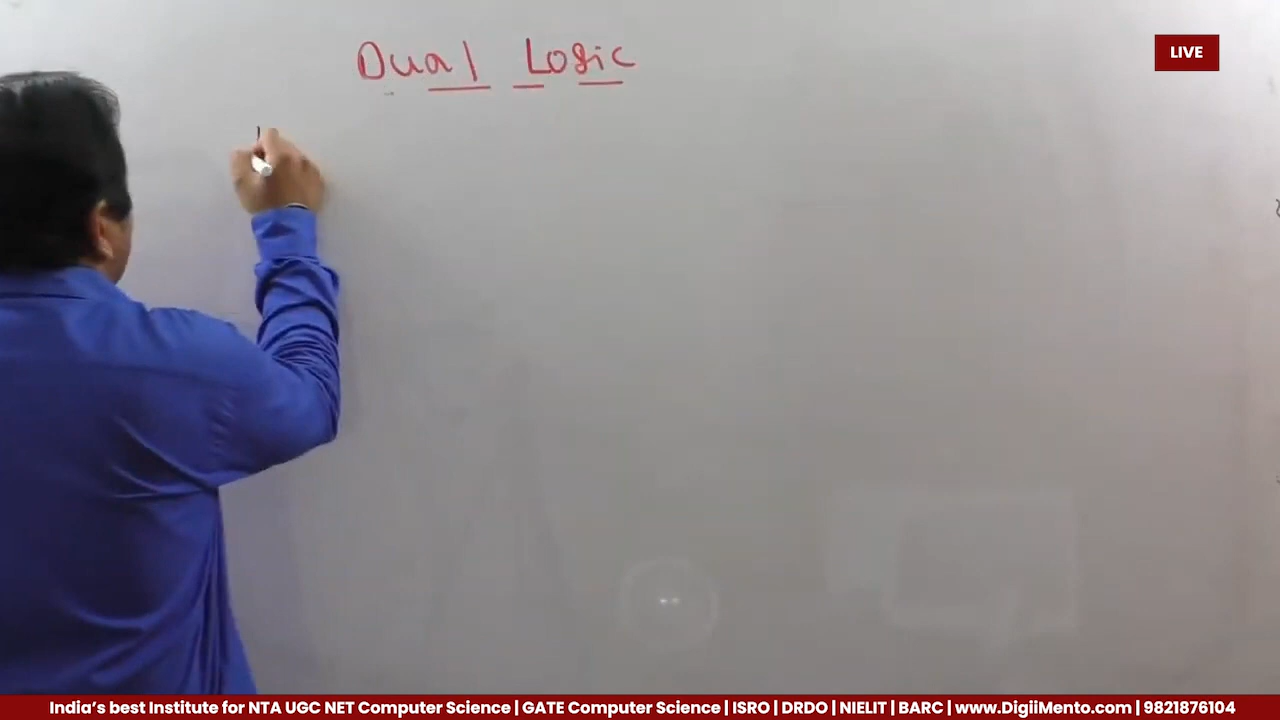 Dual Logic
LIVE
India's best Institute for NTA UGC NET Computer Science | GATE Computer Science | ISRO | DRDO | NIELIT | BARC | www.DigiiMento.com | 9821876104